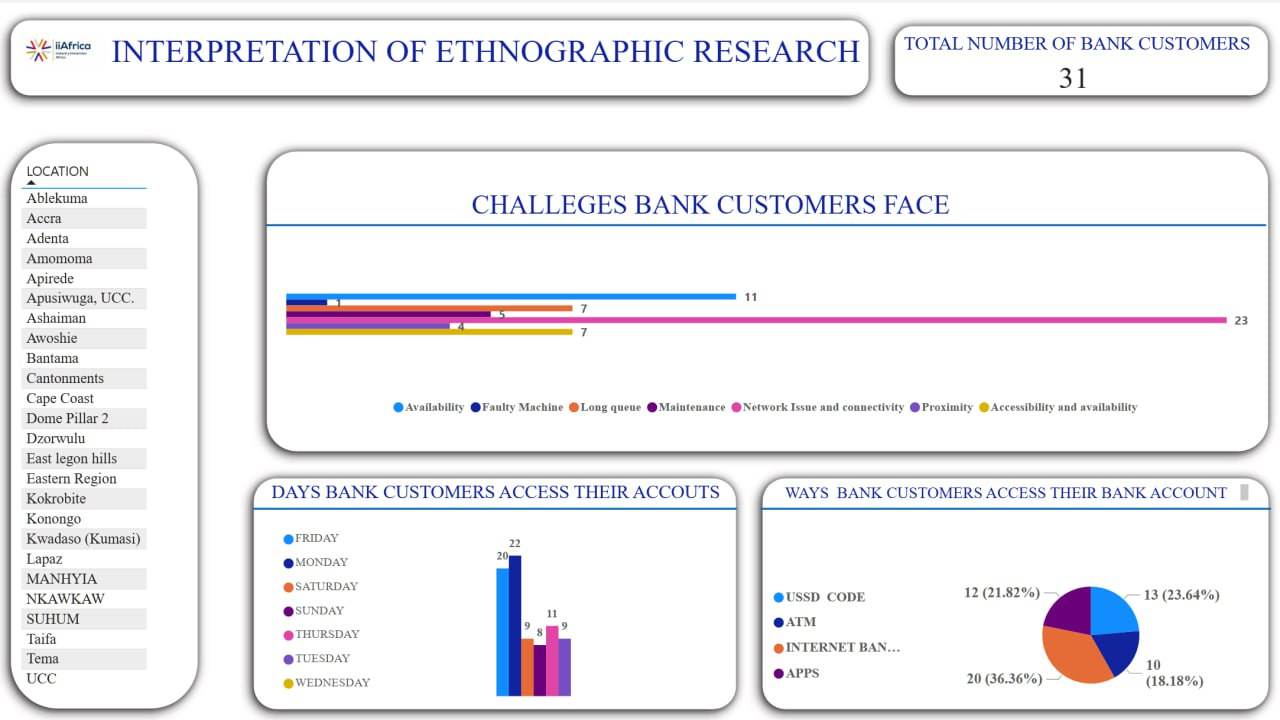 iiAfrica
INTERPRETATION OF ETHNOGRAPHIC RESEARCH
TOTAL NUMBER OF BANK CUSTOMERS
31
LOCATION
Ablekuma
Accra
Adenta
Amomoma
Apirede
Apusiwuga, UCC.
Ashaiman
Awoshie
Bantama
Cantonments
Cape Coast
Dome Pillar 2
Dzorwulu
East legon hills
Eastern Region
Kokrobite
Konongo
Kwadaso (Kumasi)
Lapaz
MANHYIA
NKAWKAW
SUHUM
Taifa
Tema
UCC
CHALLEGES BANK CUSTOMERS FACE
11
1
7
5
23
4
7
Availability Faulty Machine Long queue Maintenance Network Issue and connectivity Proximity Accessibility and availability
DAYS BANK CUSTOMERS ACCESS THEIR ACCOUTS
FRIDAY
MONDAY
SATURDAY
SUNDAY
THURSDAY
TUESDAY
WEDNESDAY
20
22
9
8
11
9
WAYS BANK CUSTOMERS ACCESS THEIR BANK ACCOUNT
USSD CODE
ATM
INTERNET BAN...
APPS
12 (21.82%)
13 (23.64%)
20 (36.36%)
10
(18.18%)